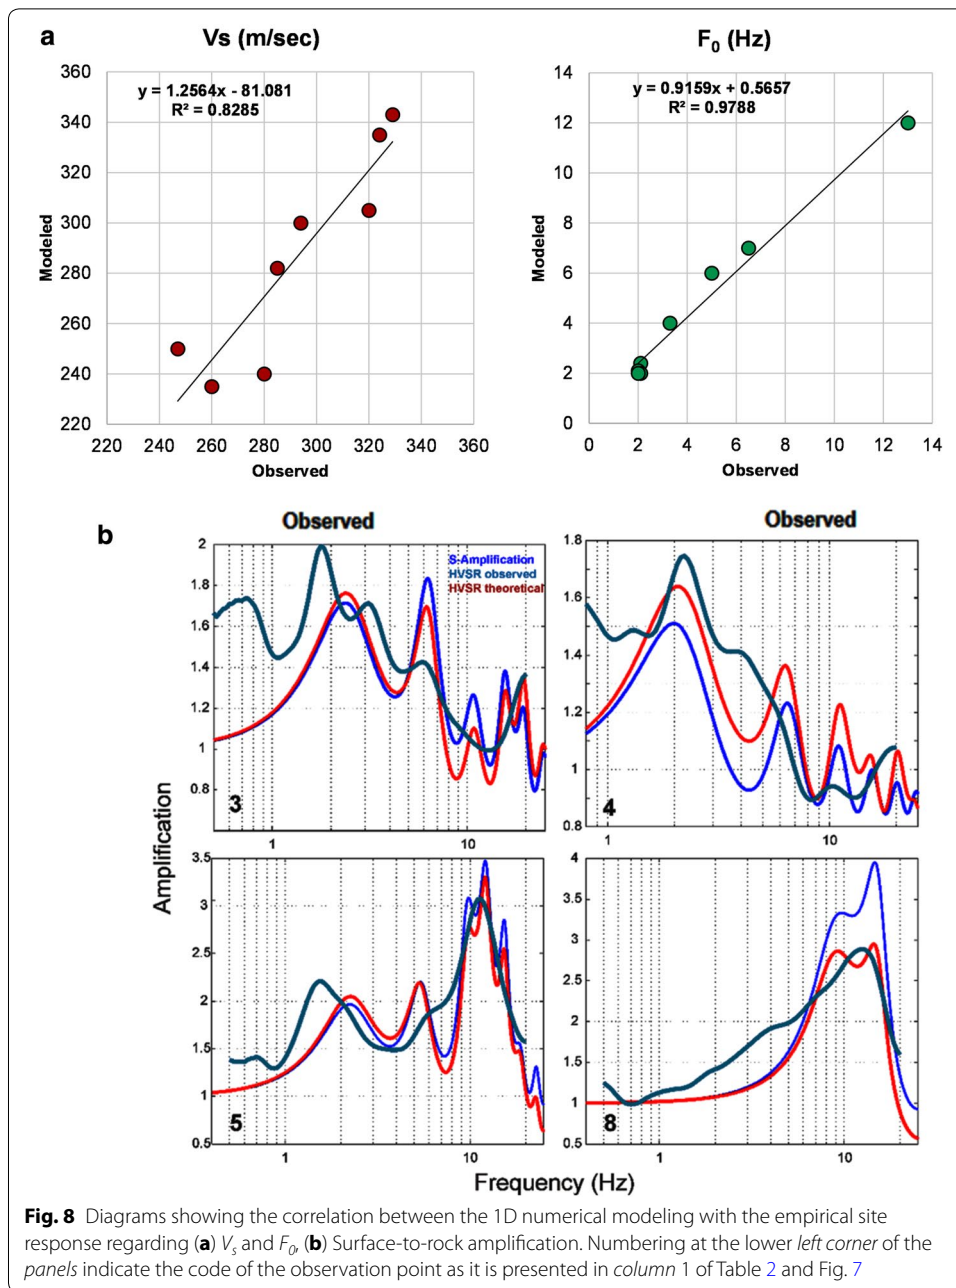 a
Vs (m/sec)
360
340
320
300
280
260
240
220
y = 1.2564x - 81.081
R² = 0.8285
Modeled
220 240 260 280 300 320 340 360
Observed
F0 (Hz)
14
12
10
8
6
4
2
0
y = 0.9159x + 0.5657
R² = 0.9788
Modeled
0 2 4 6 8 10 12 14
Observed
b
Observed
Observed
2
1.8
1.6
1.4
1.2
1
0.8
S-Amplification
HVSR observed
HVSR theoretical
3
1 10
1.8
1.6
1.4
1.2
1
0.8
4
1 10
Amplification
3.5
3
2.5
2
1.5
1
0.5
5
1 10
4
3.5
3
2.5
2
1.5
1
0.5
8
1 10
Frequency (Hz)
Fig. 8 Diagrams showing the correlation between the 1D numerical modeling with the empirical site
response regarding (a) Vs and F0, (b) Surface-to-rock amplification. Numbering at the lower left corner of the
panels indicate the code of the observation point as it is presented in column 1 of Table 2 and Fig. 7